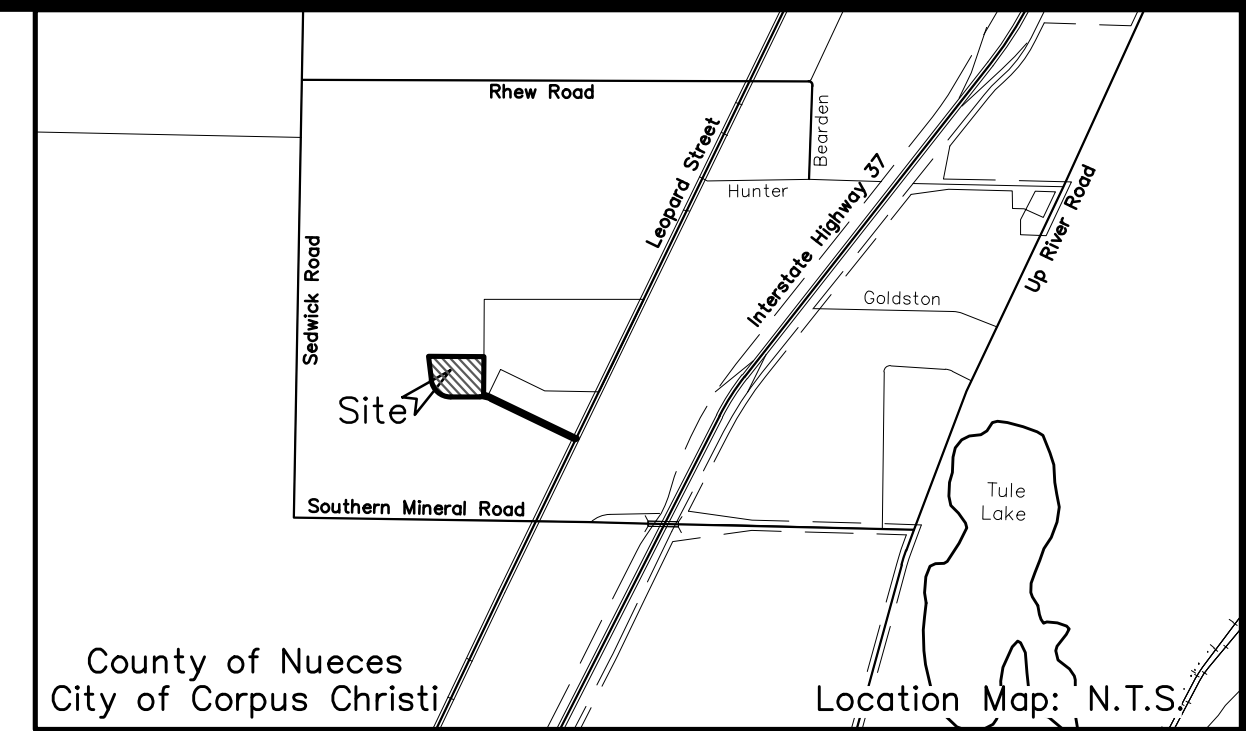 Rhew Road
Bearden
Leopard Street
Hunter
Interstate Highway 37
Up River Road
Sedwick Road
Goldston
Site
Tule
Lake
Southern Mineral Road
County of Nueces
City of Corpus Christi
Location Map: N.T.S.